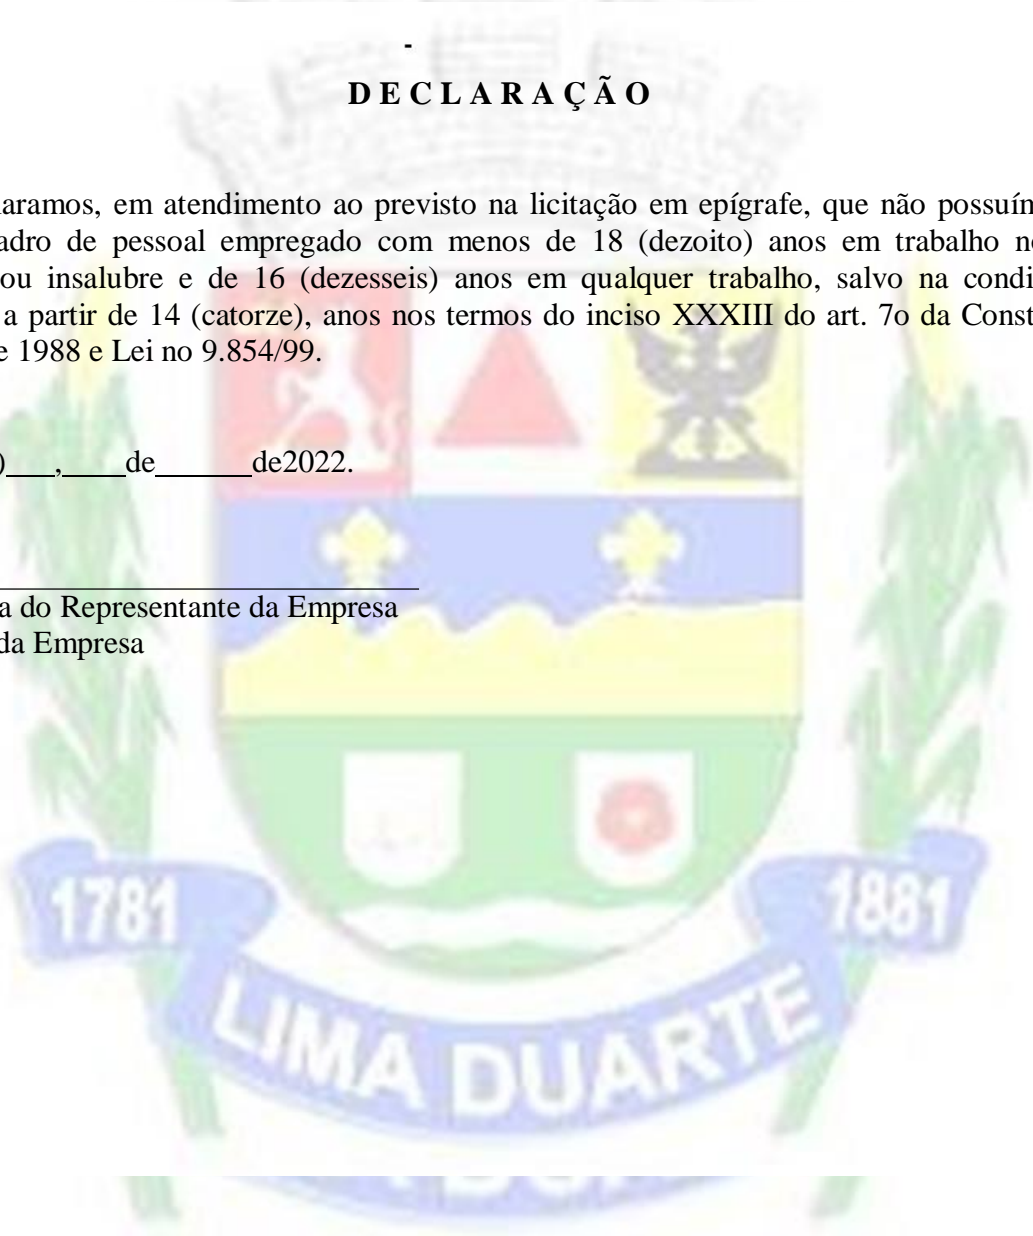 -
D E C L A R A Ç Ã O
aramos, em atendimento ao previsto na licitação em epígrafe, que não possuím
adro de pessoal empregado com menos de 18 (dezoito) anos em trabalho no
ou insalubre e de 16 (dezesseis) anos em qualquer trabalho, salvo na condi
a partir de 14 (catorze), anos nos termos do inciso XXXIII do art. 7o da Const
e 1988 e Lei no 9.854/99.
)___,____de______de2022.
a do Representante da Empresa
da Empresa
1781
1881
LIMA DUARTE